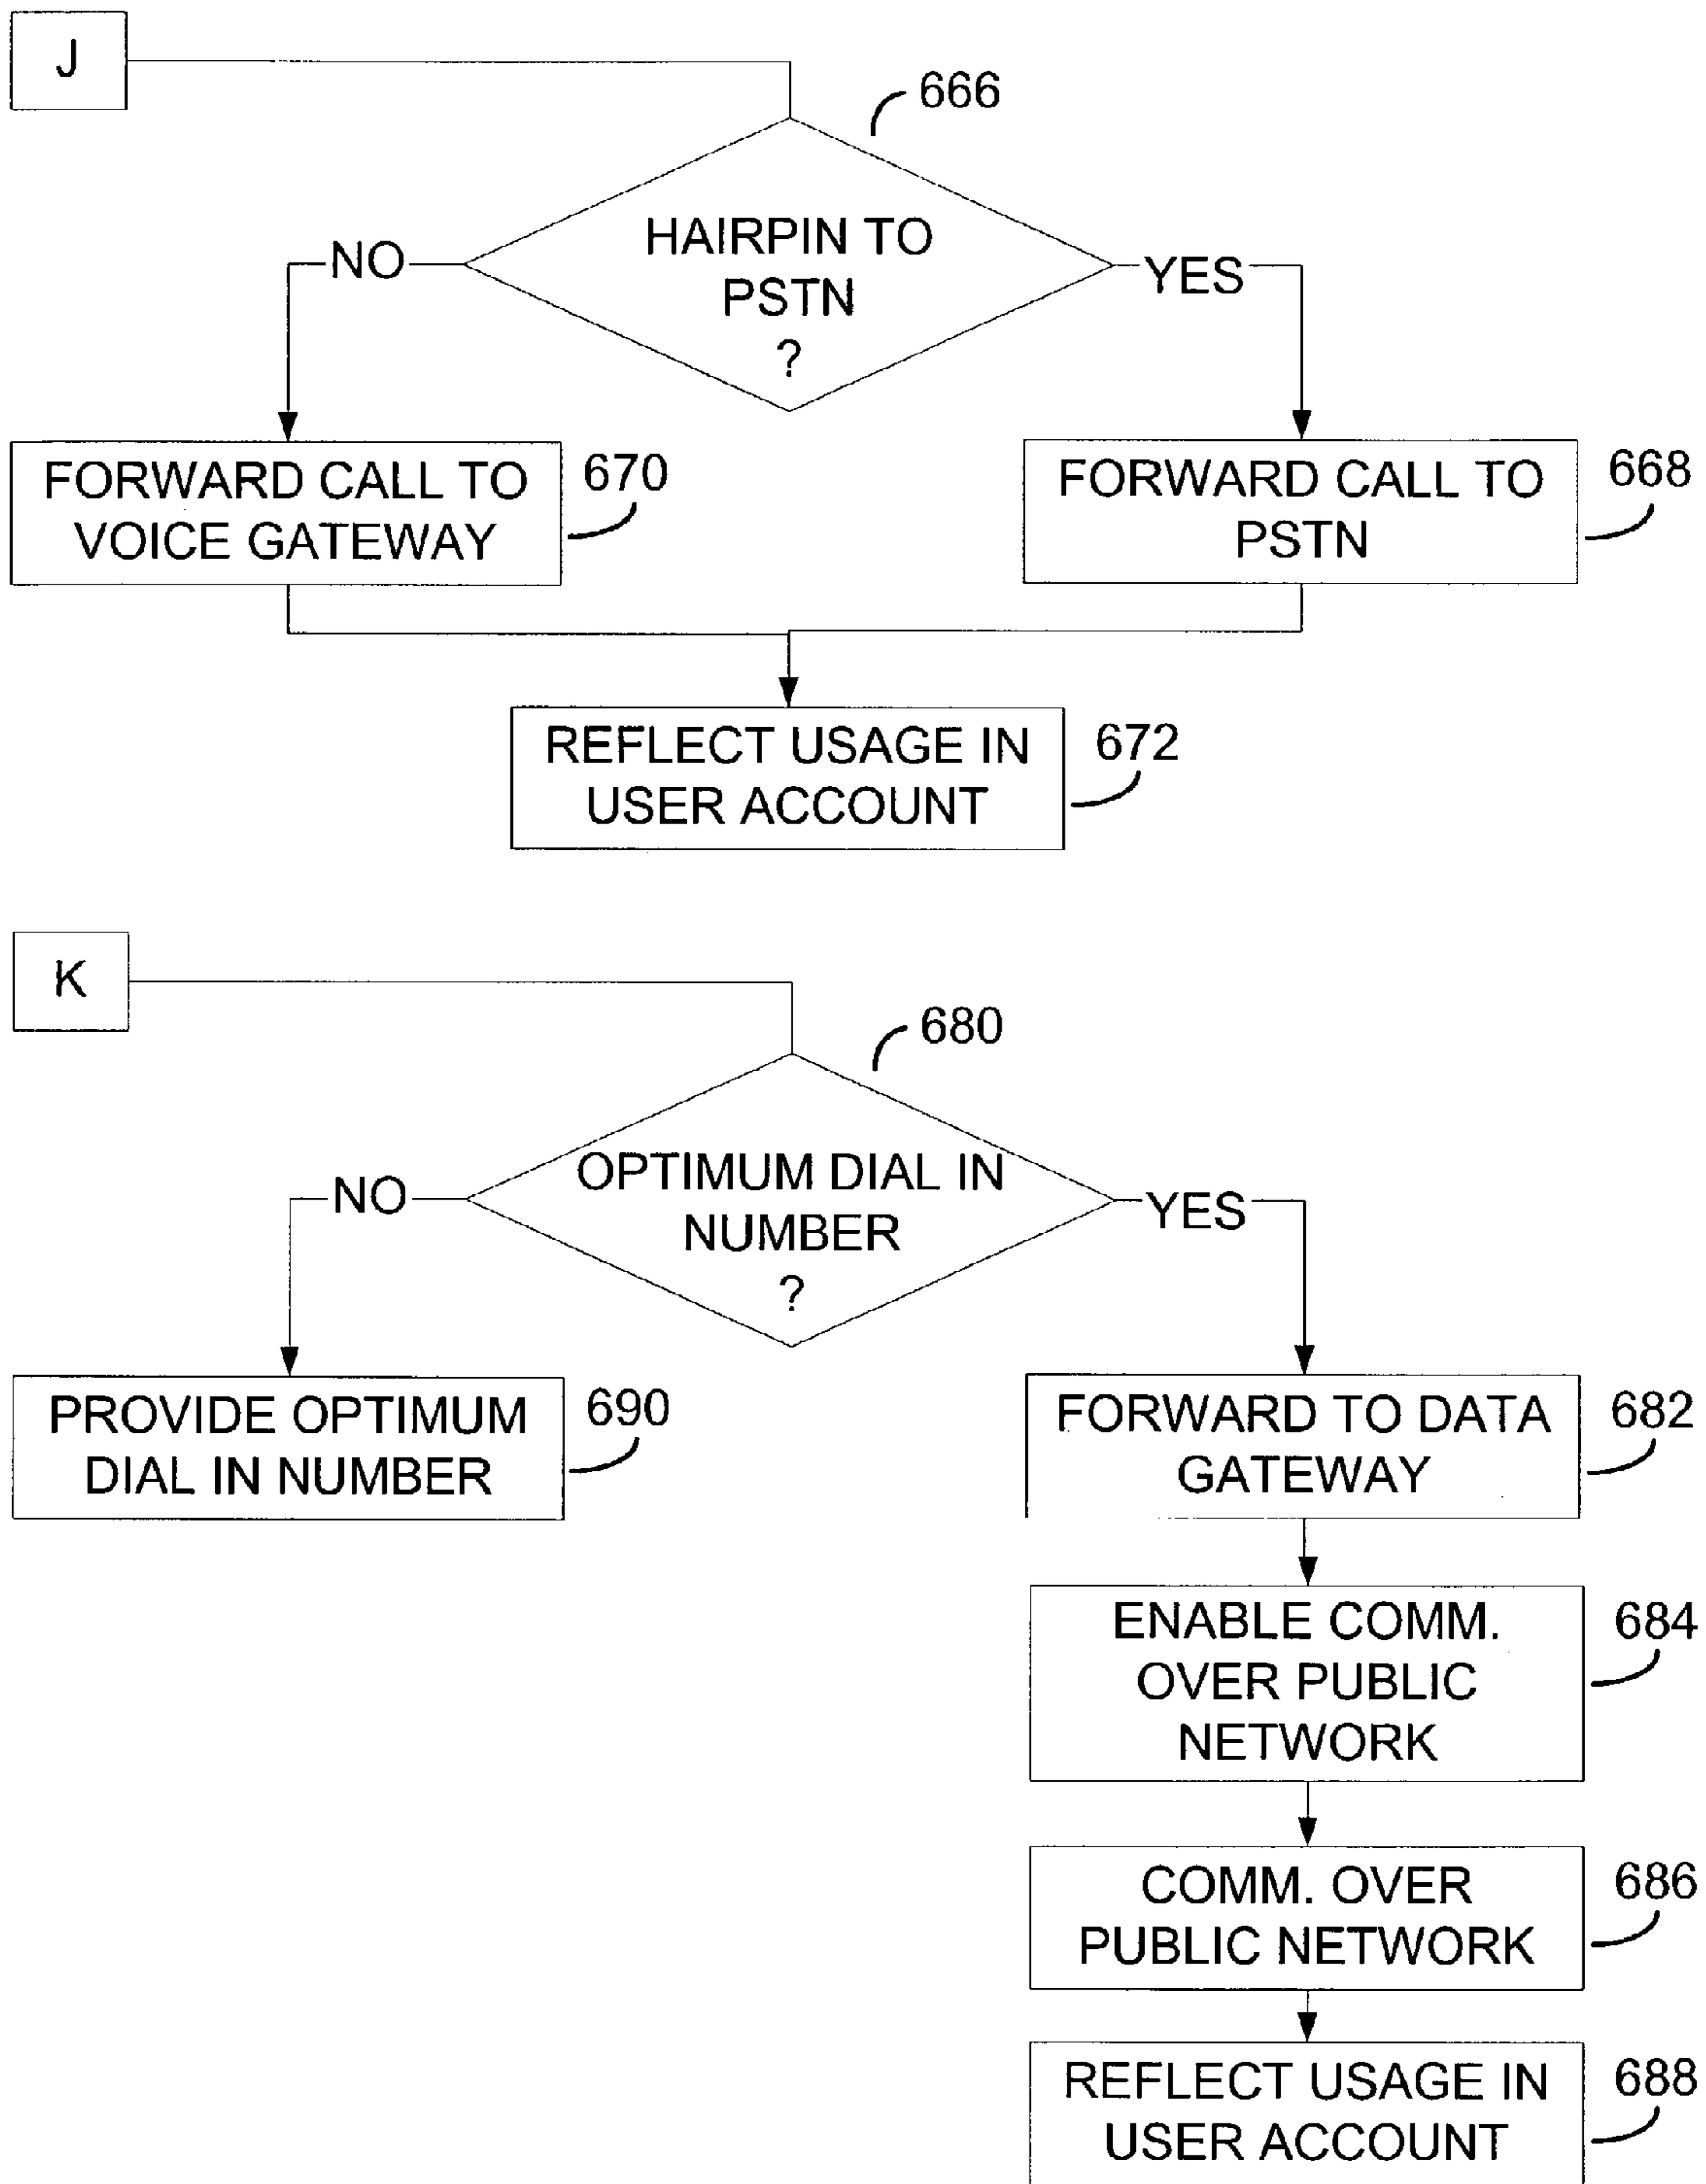 J
666
HAIRPIN TO
PSTN
?
NO
YES
FORWARD CALL TO
VOICE GATEWAY
670
FORWARD CALL TO
PSTN
668
REFLECT USAGE IN
USER ACCOUNT
672
K
680
OPTIMUM DIAL IN
NUMBER
?
NO
YES
PROVIDE OPTIMUM
DIAL IN NUMBER
690
FORWARD TO DATA
GATEWAY
682
ENABLE COMM.
OVER PUBLIC
NETWORK
684
COMM. OVER
PUBLIC NETWORK
686
REFLECT USAGE IN
USER ACCOUNT
688